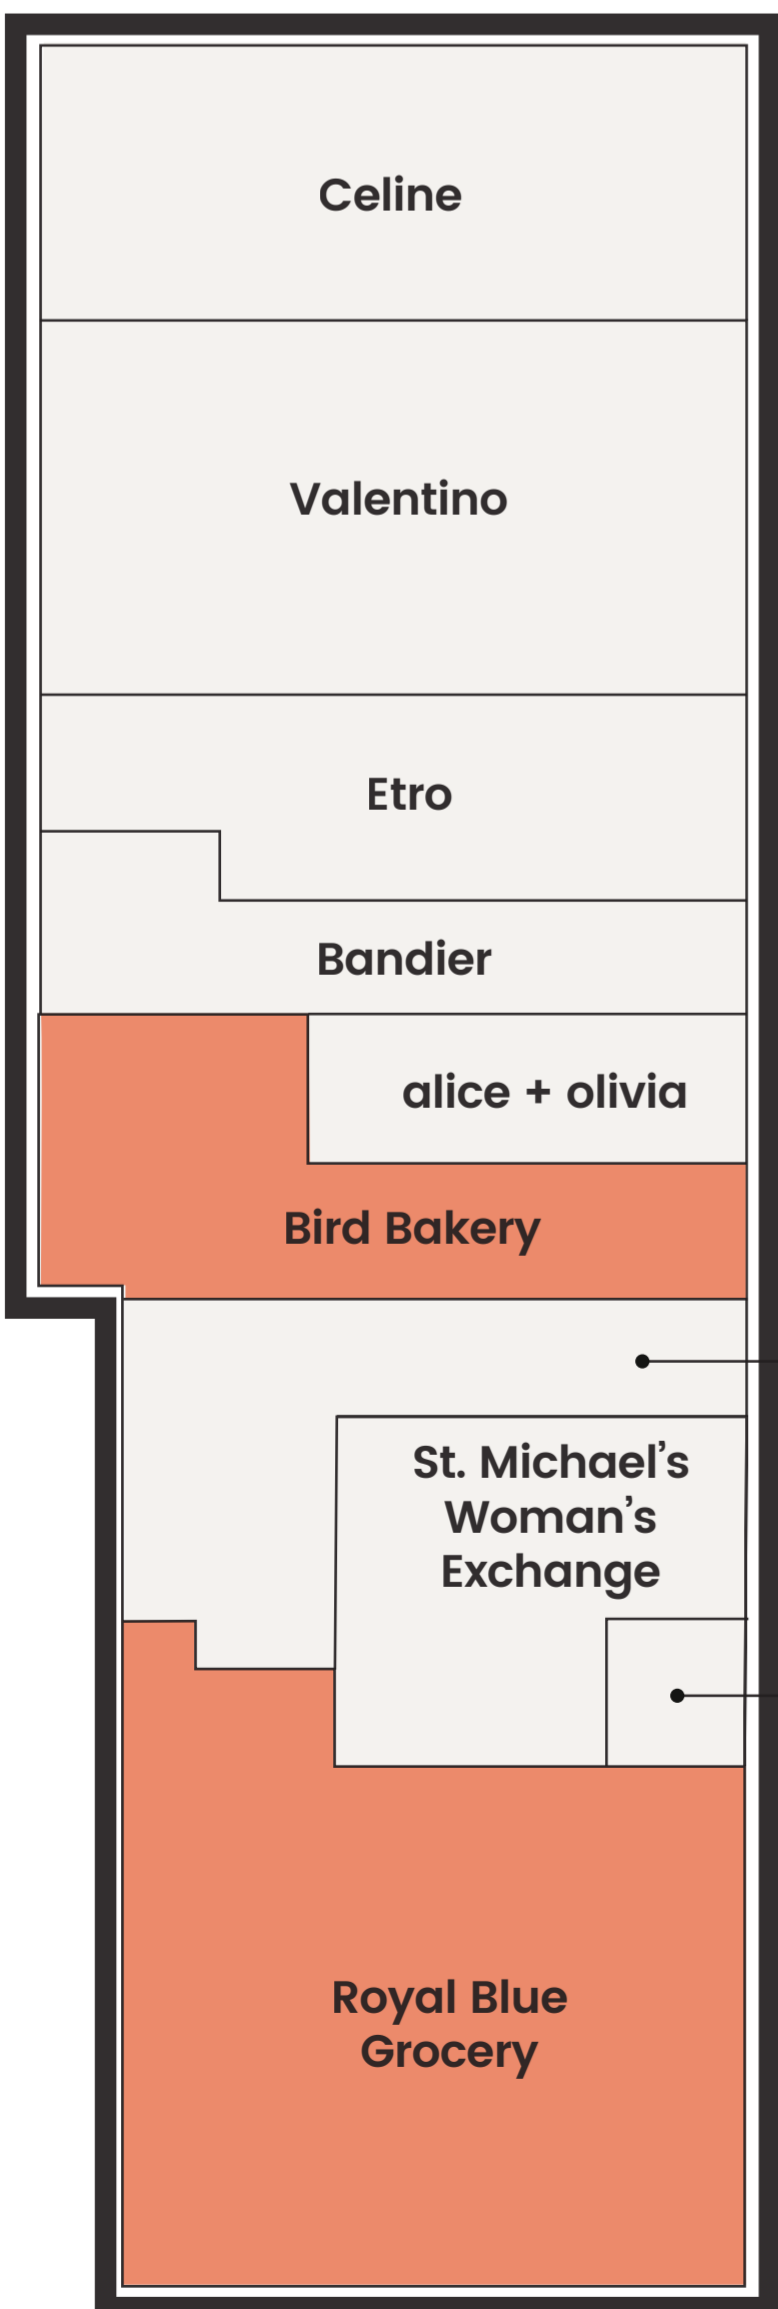 Celine
Valentino
Etro
Bandier
alice + olivia
Bird Bakery
St. Michael’s
Woman’s
Exchange
Royal Blue
Grocery